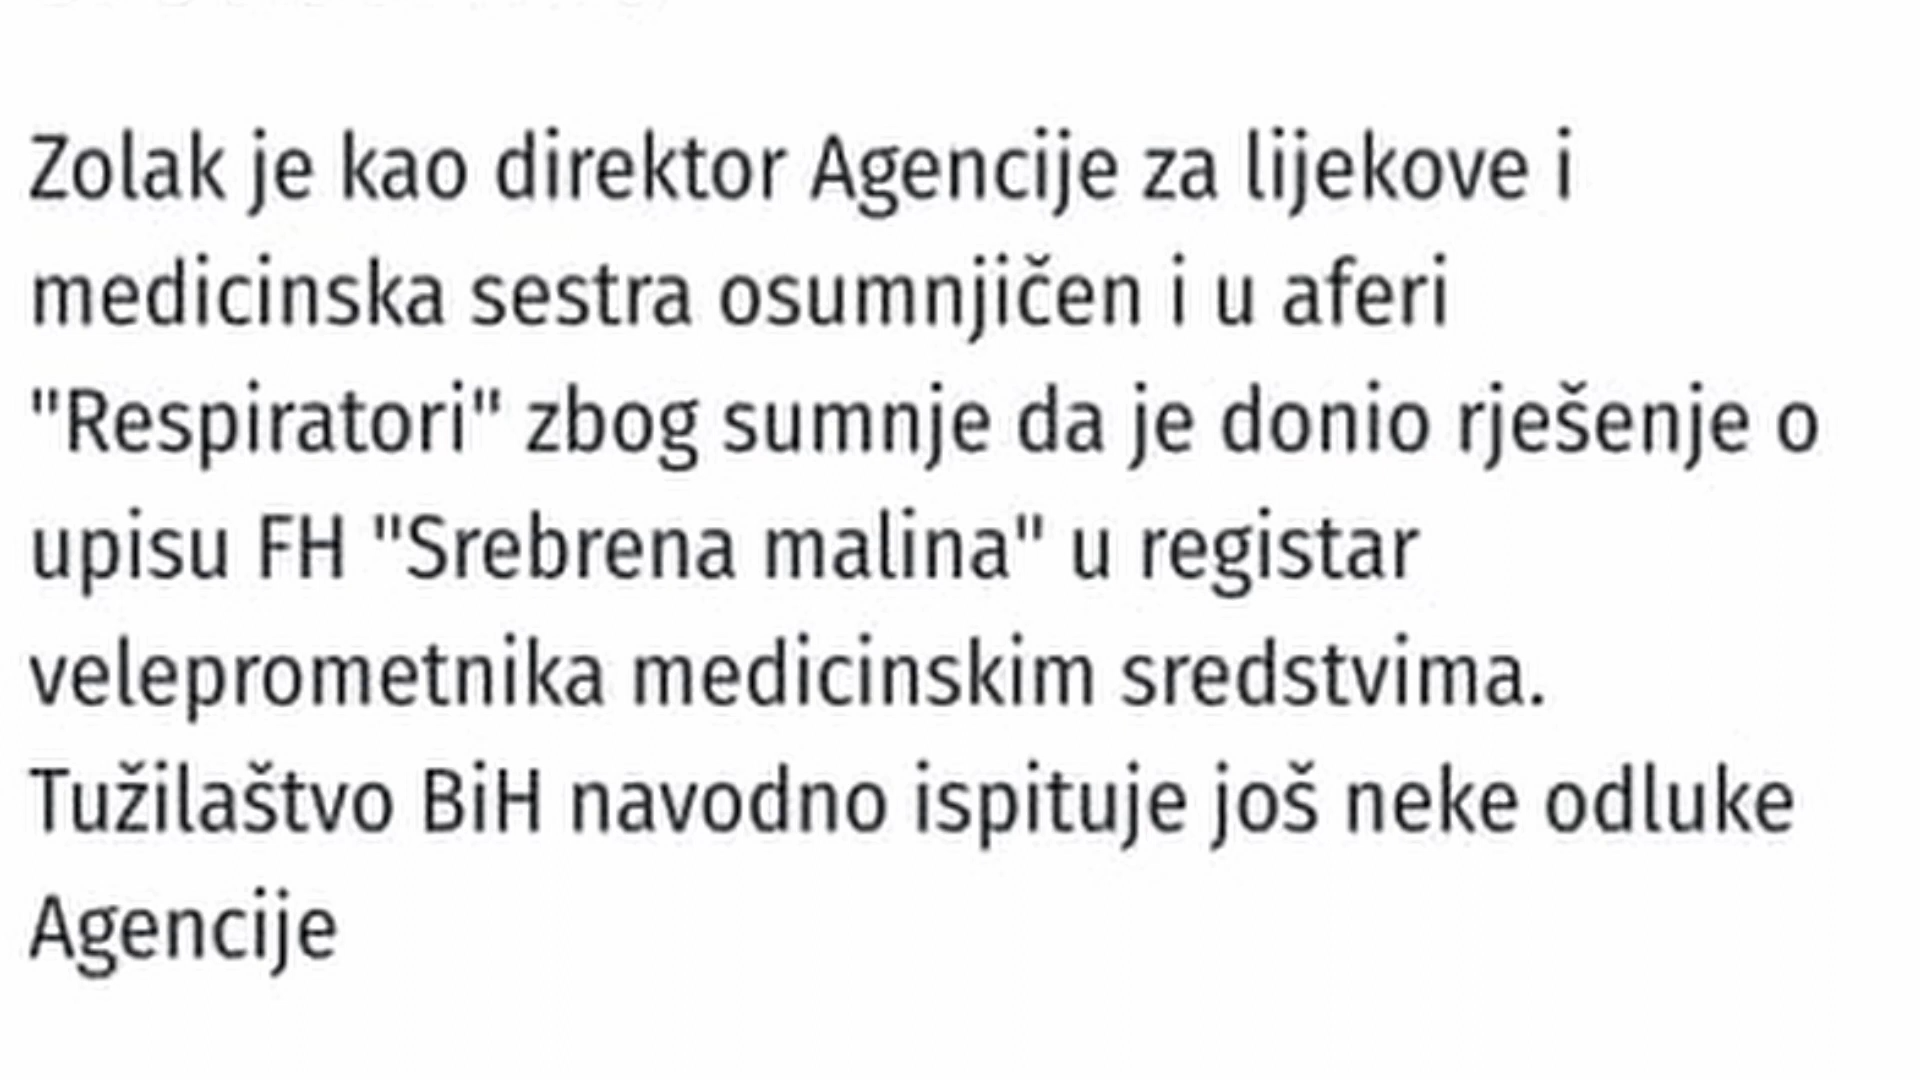 Zolak je kao direktor Agencije za lijekove i
medicinska sestra osumnjičen i u aferi
"Respiratori" zbog sumnje da je donio rješenje o
upisu FH "Srebrena malina" u registar
veleprometnika medicinskim sredstvima.
Tužilaštvo BiH navodno ispituje još neke odluke
Agencije